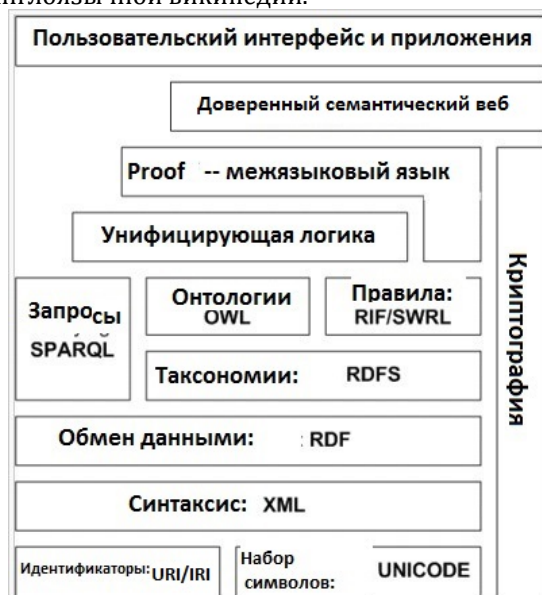 Пользовательский интерфейс и приложения
Доверенный семантический веб
Proof -- межязыковый язык
Унифицирующая логика
Запросы
SPARQL
Онтологии
OWL
Правила:
RIF/SWRL
Таксономии: RDFS
Обмен данными: : RDF
Синтаксис: XML
Идентификаторы: URI/IRI
Набор
символов: UNICODE
Криптография